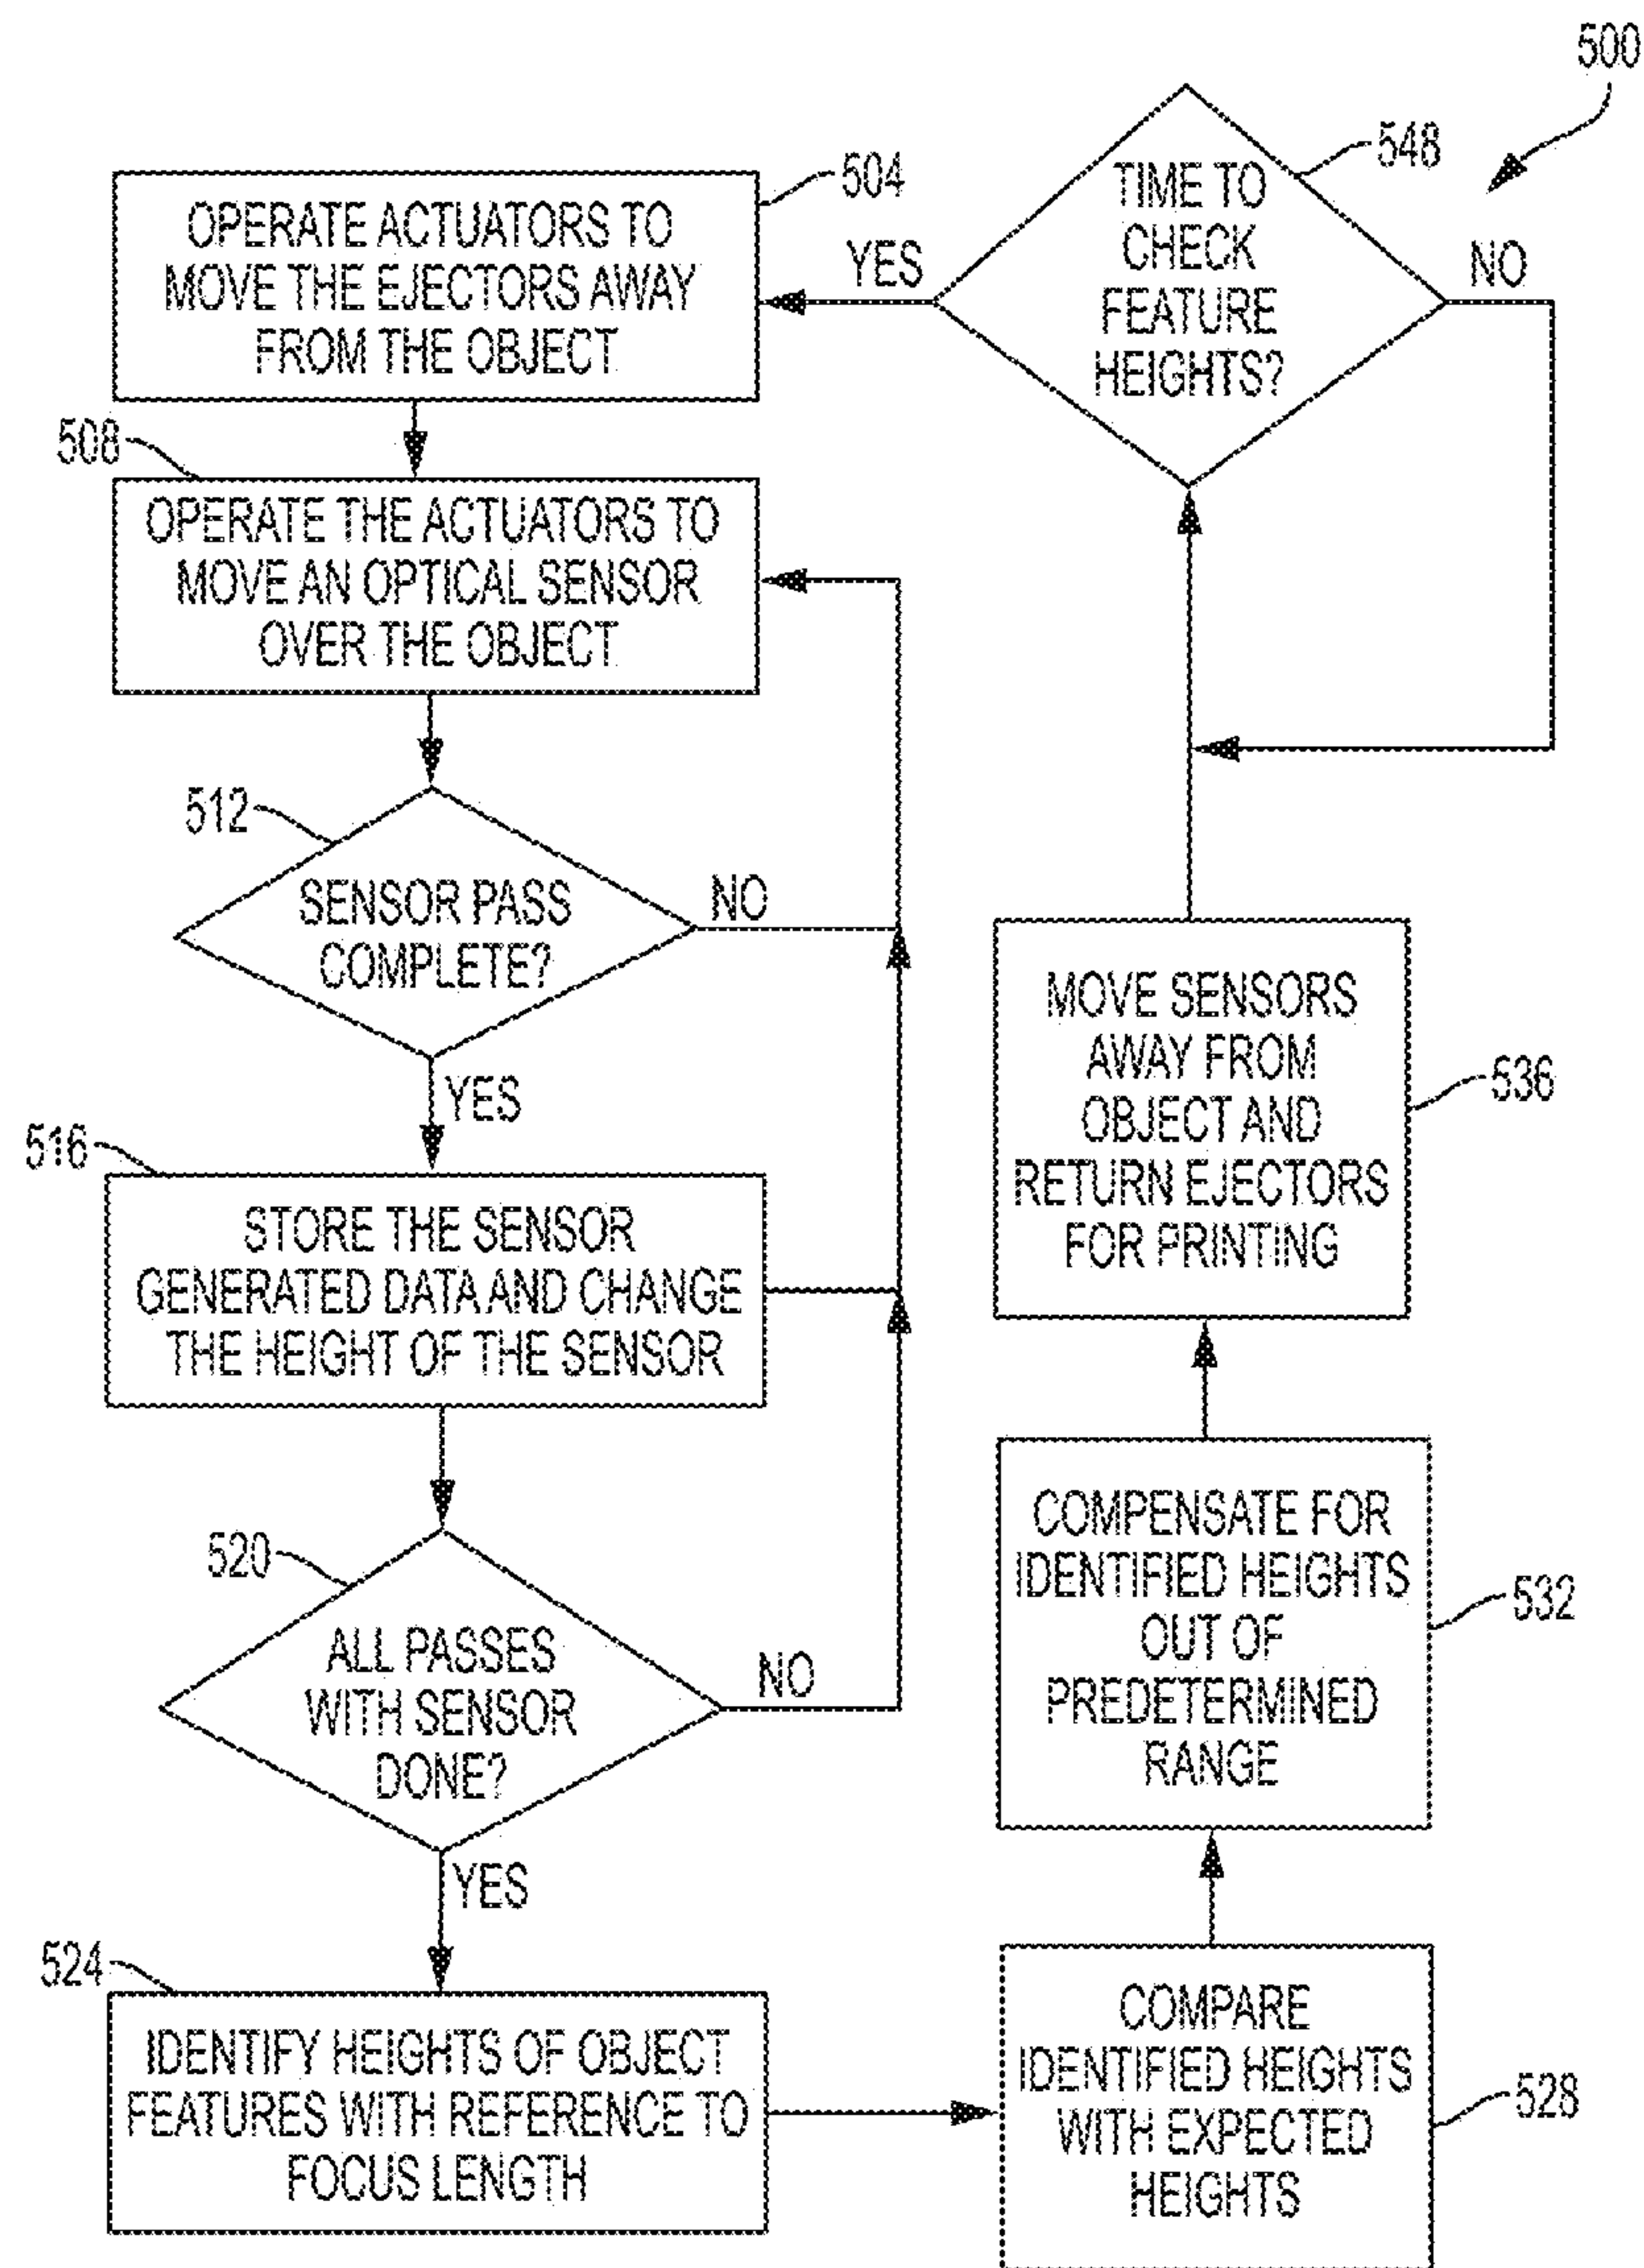 500
504
OPERATE ACTUATORS TO
MOVE THE EJECTORS AWAY
FROM THE OBJECT
548
TIME TO
CHECK
FEATURE
HEIGHTS?
YES
NO
508
OPERATE THE ACTUATORS TO
MOVE AN OPTICAL SENSOR
OVER THE OBJECT
512
SENSOR PASS
COMPLETE?
NO
YES
516
STORE THE SENSOR
GENERATED DATA AND CHANGE
THE HEIGHT OF THE SENSOR
520
ALL PASSES
WITH SENSOR
DONE?
NO
YES
524
IDENTIFY HEIGHTS OF OBJECT
FEATURES WITH REFERENCE TO
FOCUS LENGTH
COMPARE
IDENTIFIED HEIGHTS
WITH EXPECTED
HEIGHTS
528
COMPENSATE FOR
IDENTIFIED HEIGHTS
OUT OF
PREDETERMINED
RANGE
532
MOVE SENSORS
AWAY FROM
OBJECT AND
RETURN EJECTORS
FOR PRINTING
536